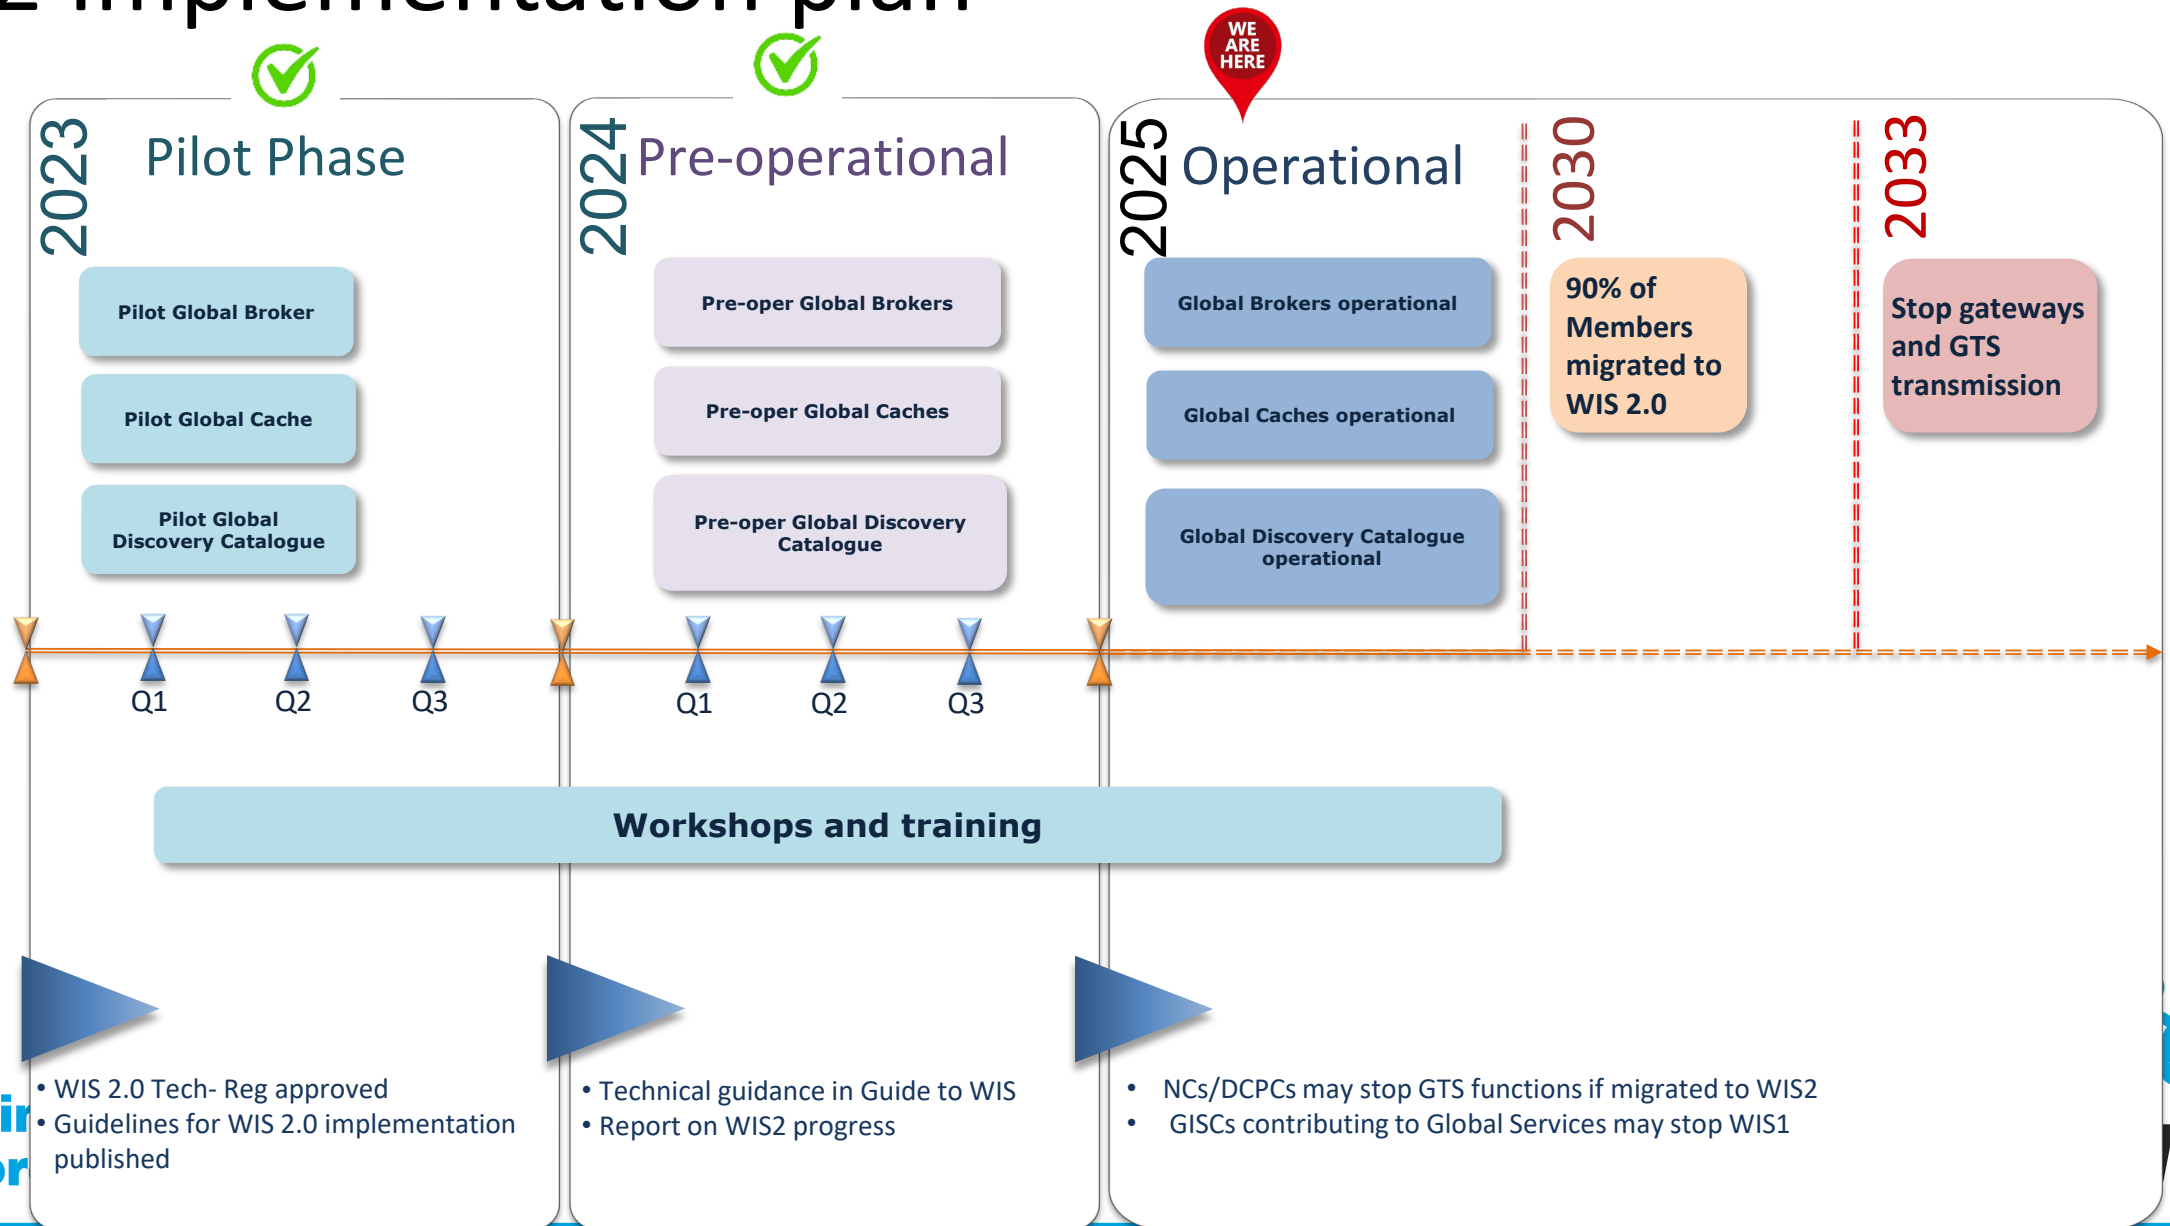 2 implementation plan
WE
ARE
HERE
2023
Pilot Phase
Pilot Global Broker
Pilot Global Cache
Pilot Global
Discovery Catalogue
2024
Pre-operational
Pre-oper Global Brokers
Pre-oper Global Caches
Pre-oper Global Discovery
Catalogue
2025
Operational
Global Brokers operational
Global Caches operational
Global Discovery Catalogue
operational
2030
90% of
Members
migrated to
WIS 2.0
2033
Stop gateways
and GTS
transmission
Q1
Q2
Q3
Q1
Q2
Q3
Workshops and training
• WIS 2.0 Tech- Reg approved
• Guidelines for WIS 2.0 implementation
published
• Technical guidance in Guide to WIS
• Report on WIS2 progress
• NCs/DCPCs may stop GTS functions if migrated to WIS2
• GISCs contributing to Global Services may stop WIS1